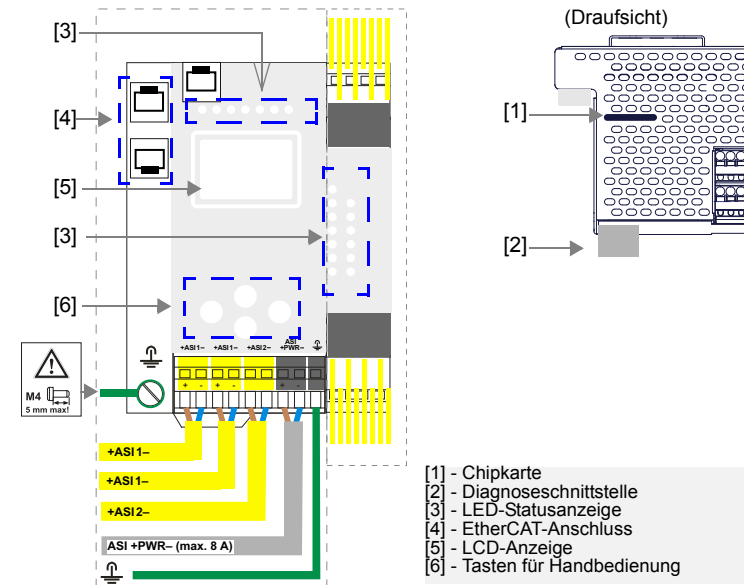 (Draufsicht)
[3]
[4]
[5]
[3]
[6]
[1]
[2]
+ASI1– +ASI1– +ASI2– ASI +PWR–
+ - + - + -
M4
5 mm max!
+ASI1–
+ASI1–
+ASI2–
ASI +PWR– (max. 8 A)
[1] - Chipkarte
[2] - Diagnoseschnittstelle
[3] - LED-Statusanzeige
[4] - EtherCAT-Anschluss
[5] - LCD-Anzeige
[6] - Tasten für Handbedienung